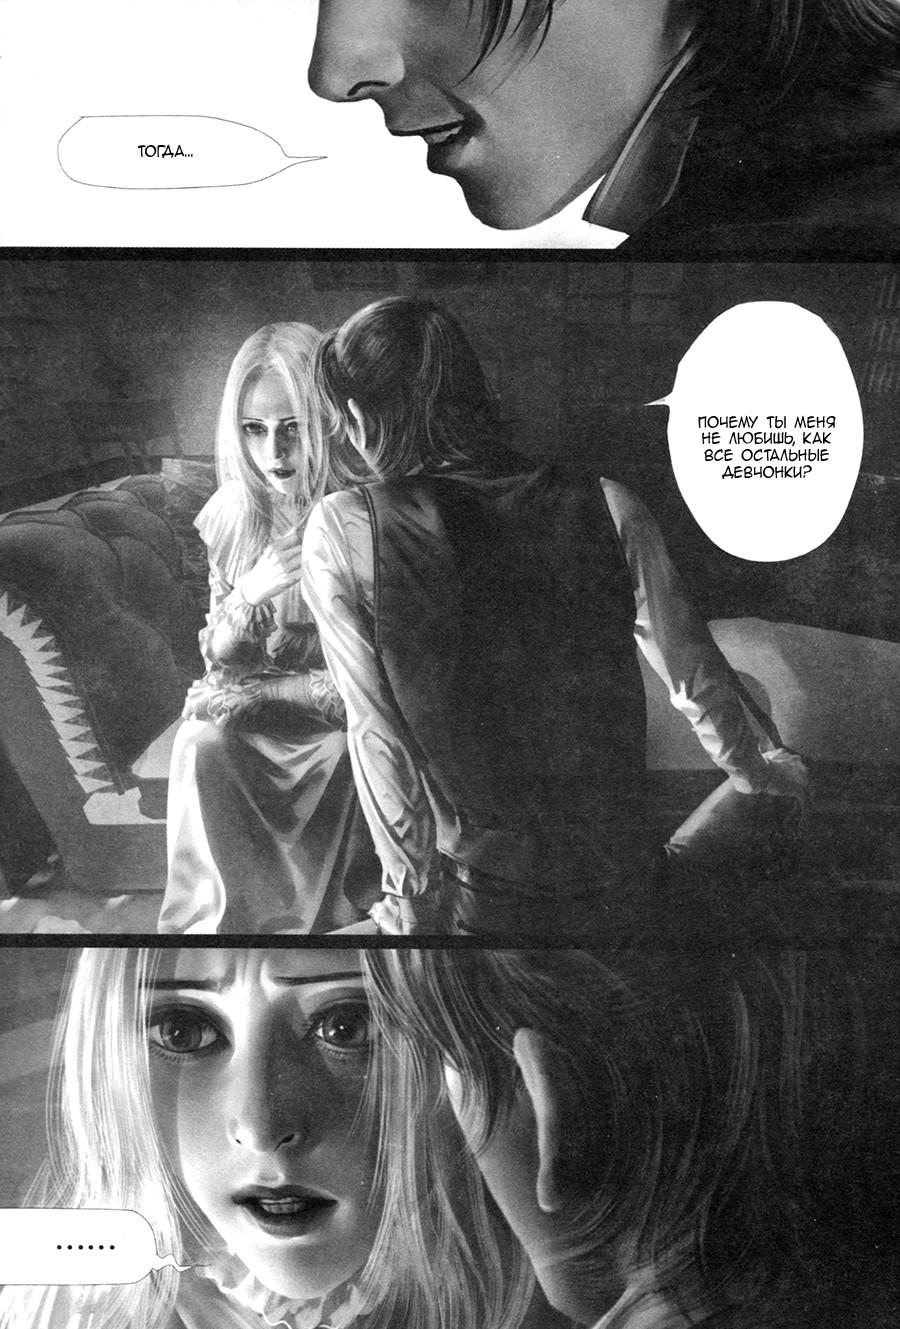 ТОГДА...
ПОЧЕМУ ТЫ МЕНЯ
НЕ ЛЮБИШЬ, КАК
ВСЕ ОСТАЛЬНЫЕ
ДЕВЧОНКИ?
......